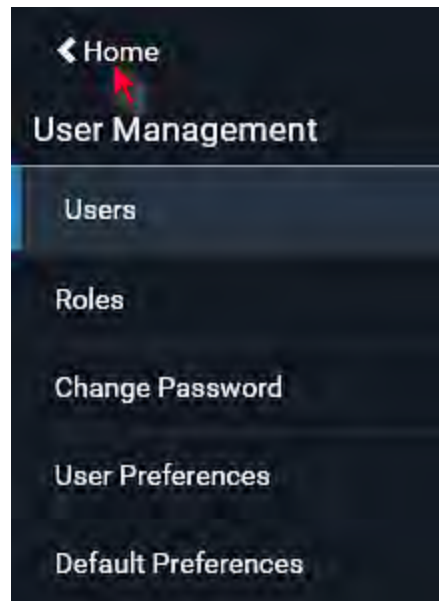 Home
User Management
Users
Roles
Change Password
User Preferences
Default Preferences